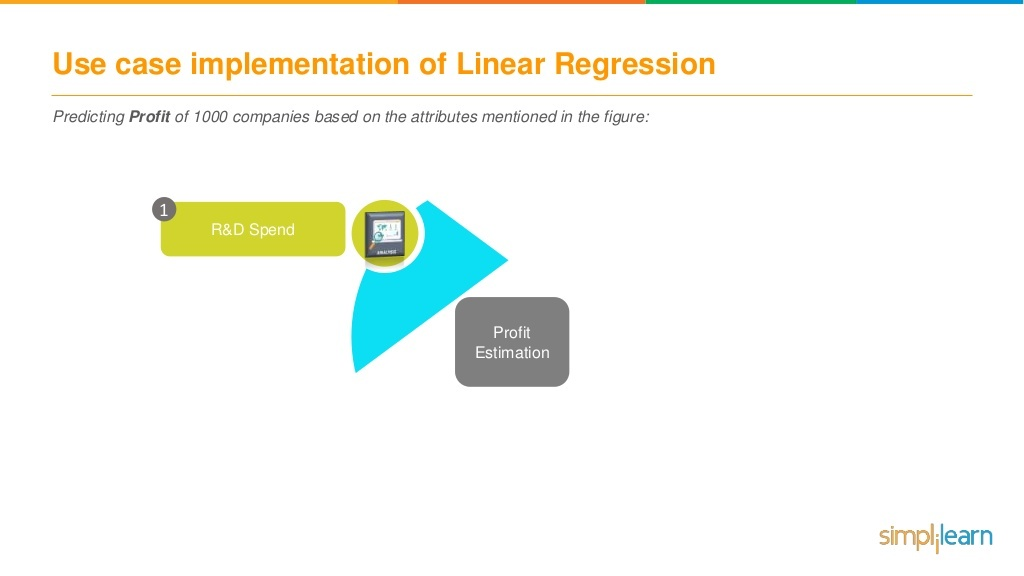 Use case implementation of Linear Regression
Predicting Profit of 1000 companies based on the attributes mentioned in the figure:
1
R&D Spend
ANALYSIS
Profit
Estimation
simplilearn